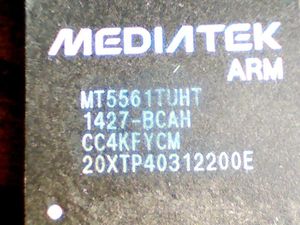 MEDIATEK
ARM
MT5561TUHT
1427-BCAH
CC4KFYCM
20XTP40312200E